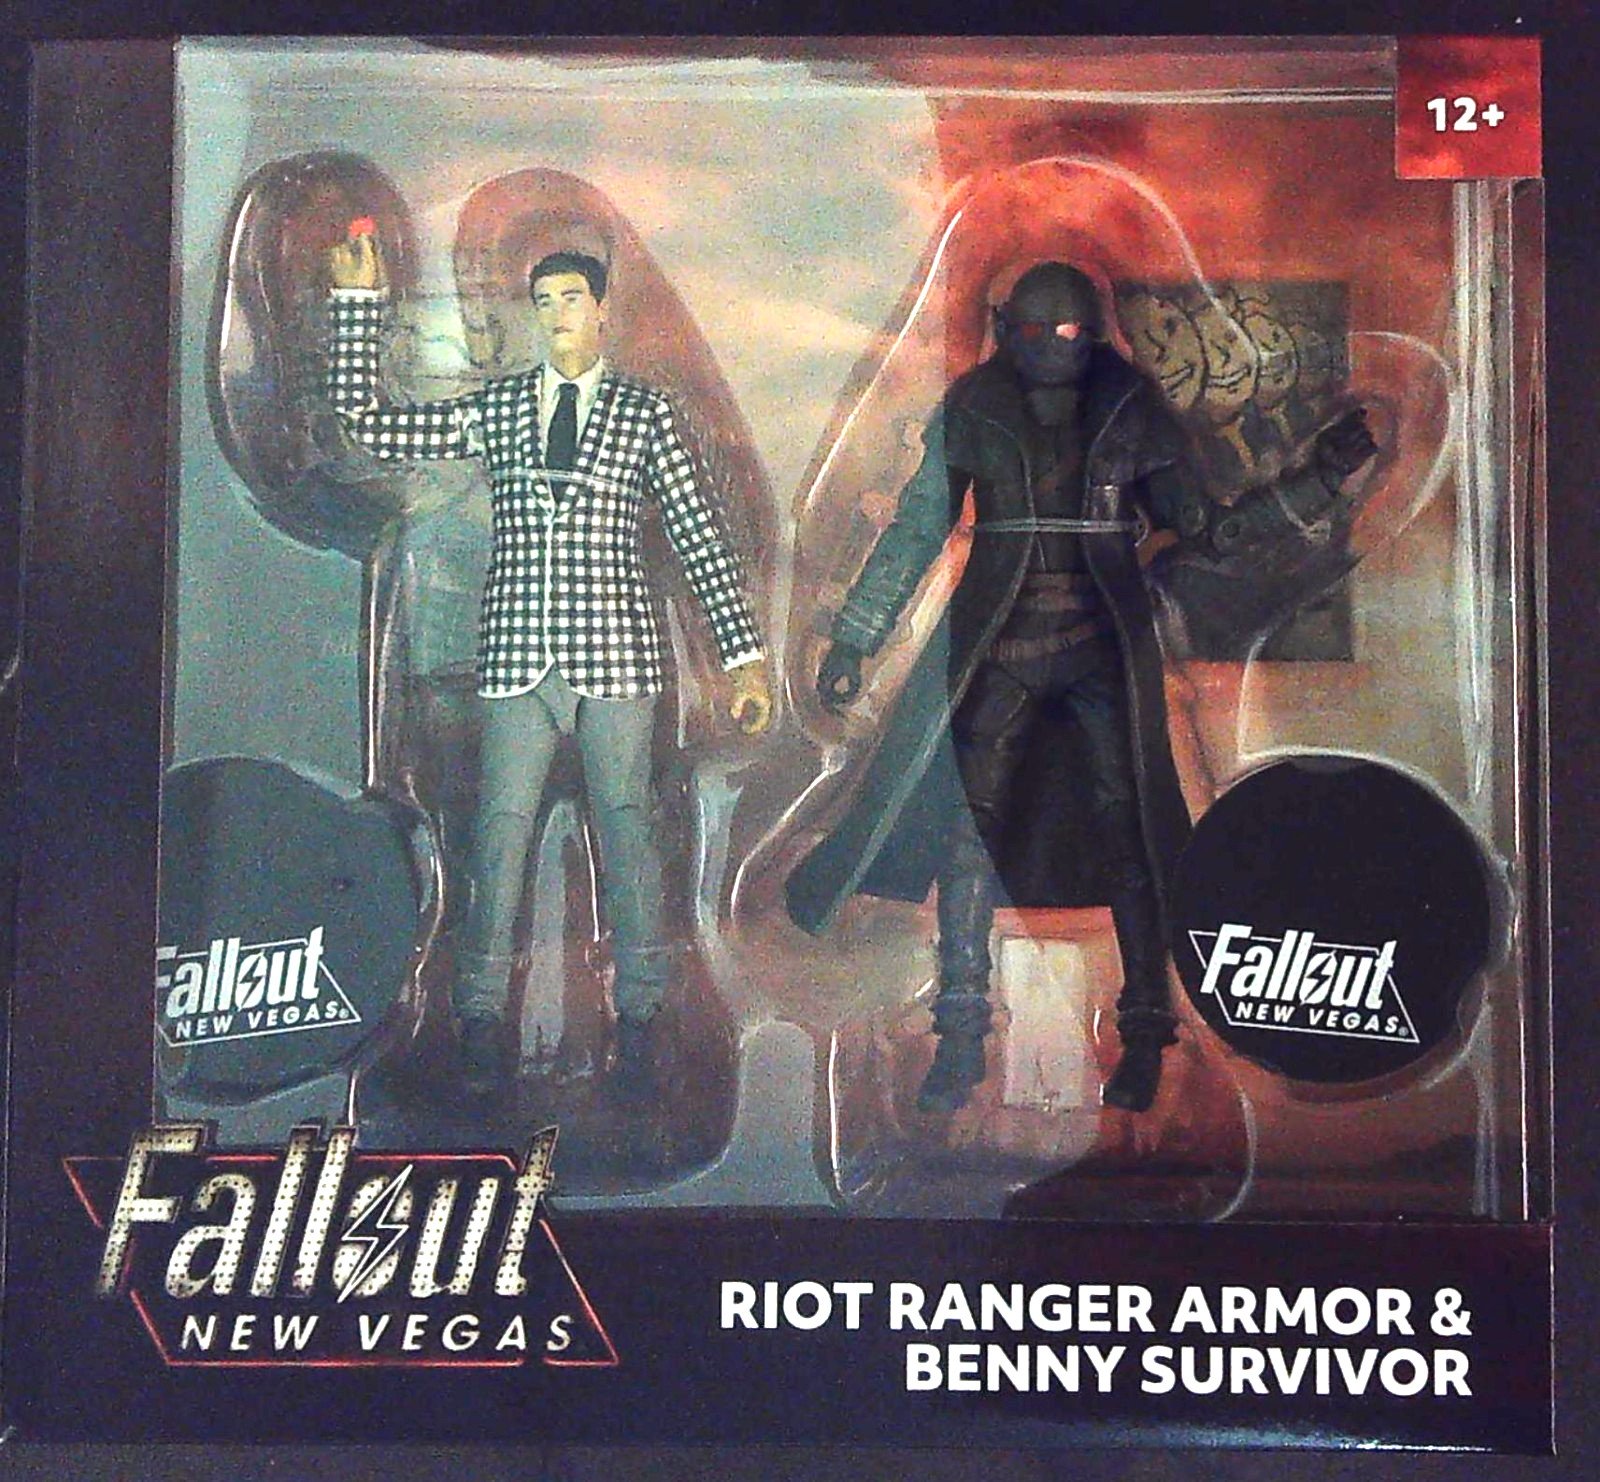 12+
Fallout
NEW VEGAS®
Fallout
NEW VEGAS®
Fallout
NEW VEGAS
RIOT RANGER ARMOR &
BENNY SURVIVOR